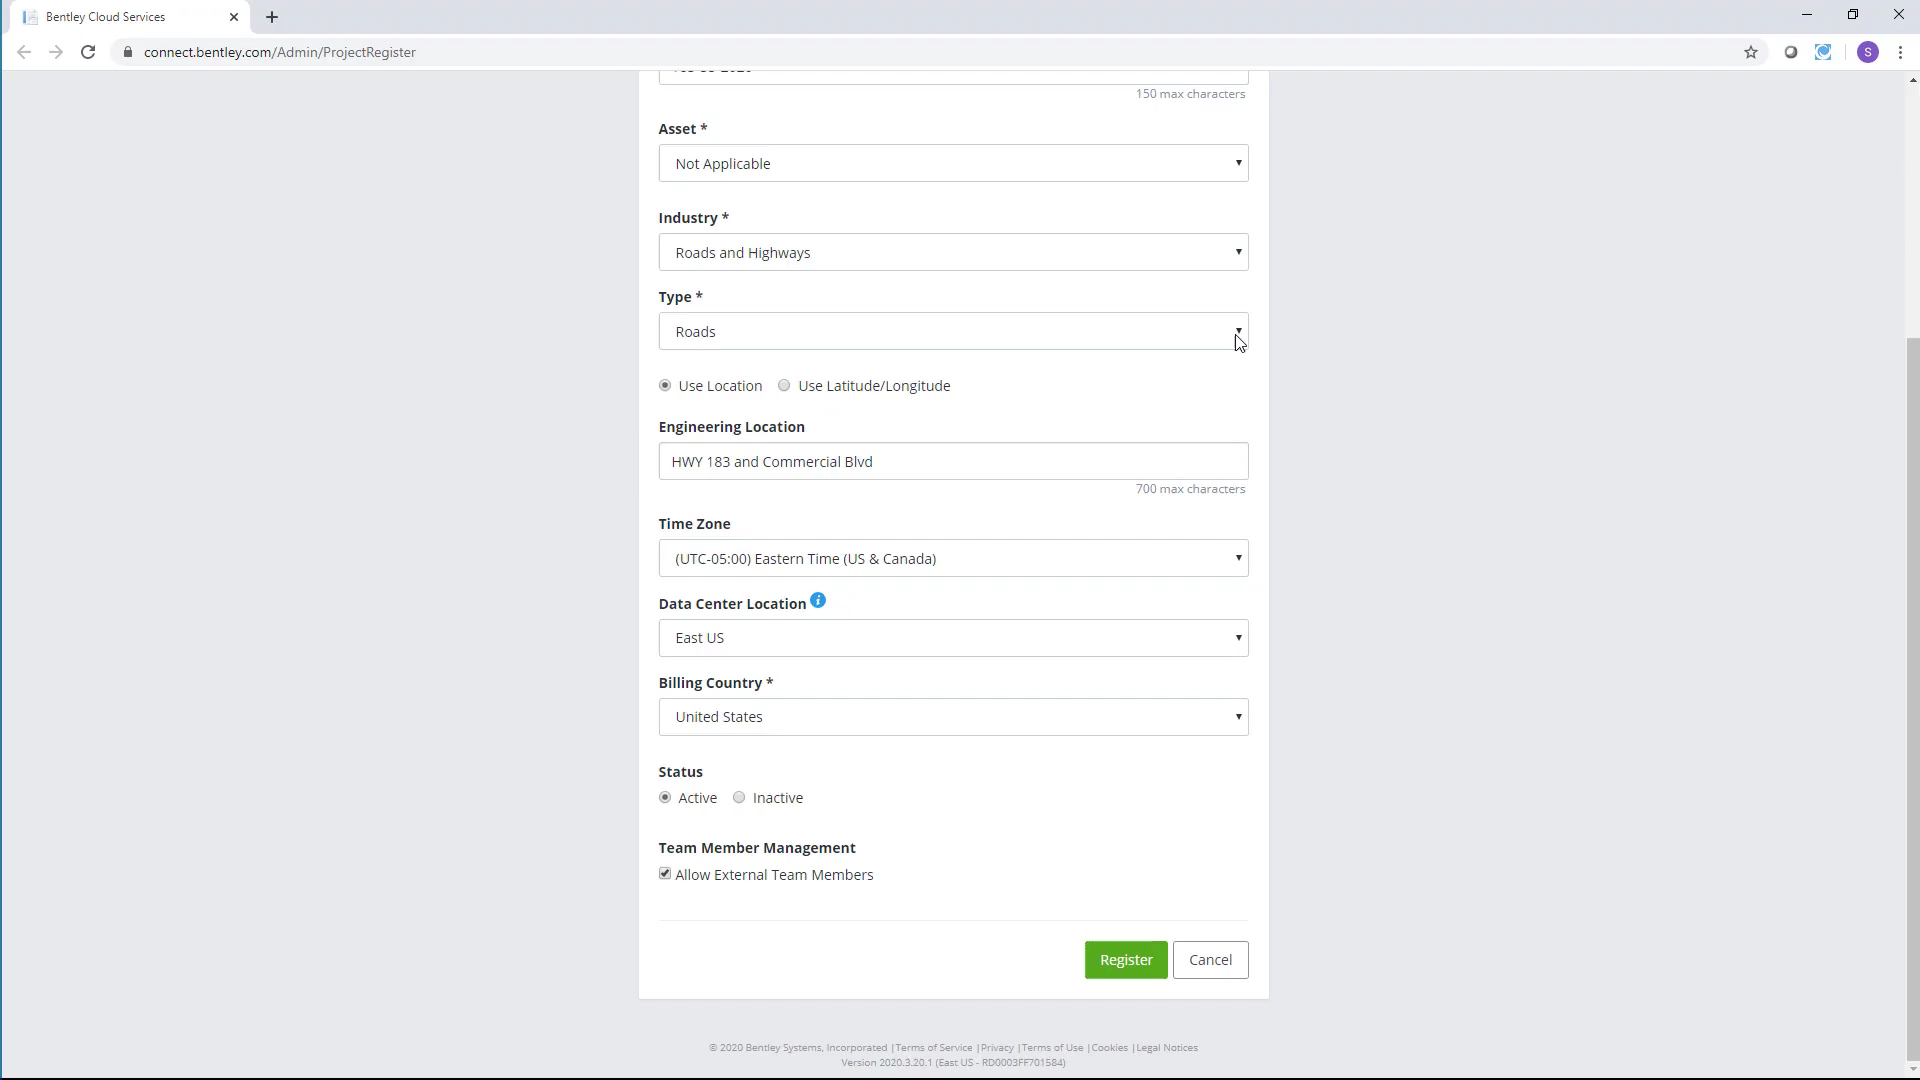 Bentley Cloud Services
connect.bentley.com/Admin/ProjectRegister
S
150 max characters
Asset *
Not Applicable
Industry *
Roads and Highways
Type *
Roads
Use Location Use Latitude/Longitude
Engineering Location
HWY 183 and Commercial Blvd
700 max characters
Time Zone
(UTC-05:00) Eastern Time (US & Canada)
Data Center Location
East US
Billing Country *
United States
Status
Active Inactive
Team Member Management
Allow External Team Members
Register Cancel
© 2020 Bentley Systems, Incorporated |Terms of Service |Privacy |Terms of Use |Cookies |Legal Notices
Version 2020.3.20.1 (East US - RD0003FF701584)